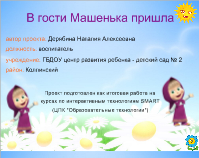 В гости Машенька пришла
автор проекта: Дерябина Наталия Алексеевна
должность: воспитатель
учреждение: ГБДОУ центр развития ребенка - детский сад № 2
район: Колпинский
Проект подготовлен как итоговая работа на
курсах по интерактивным технологиям SMART
(ЦПК "Образовательные технологии")